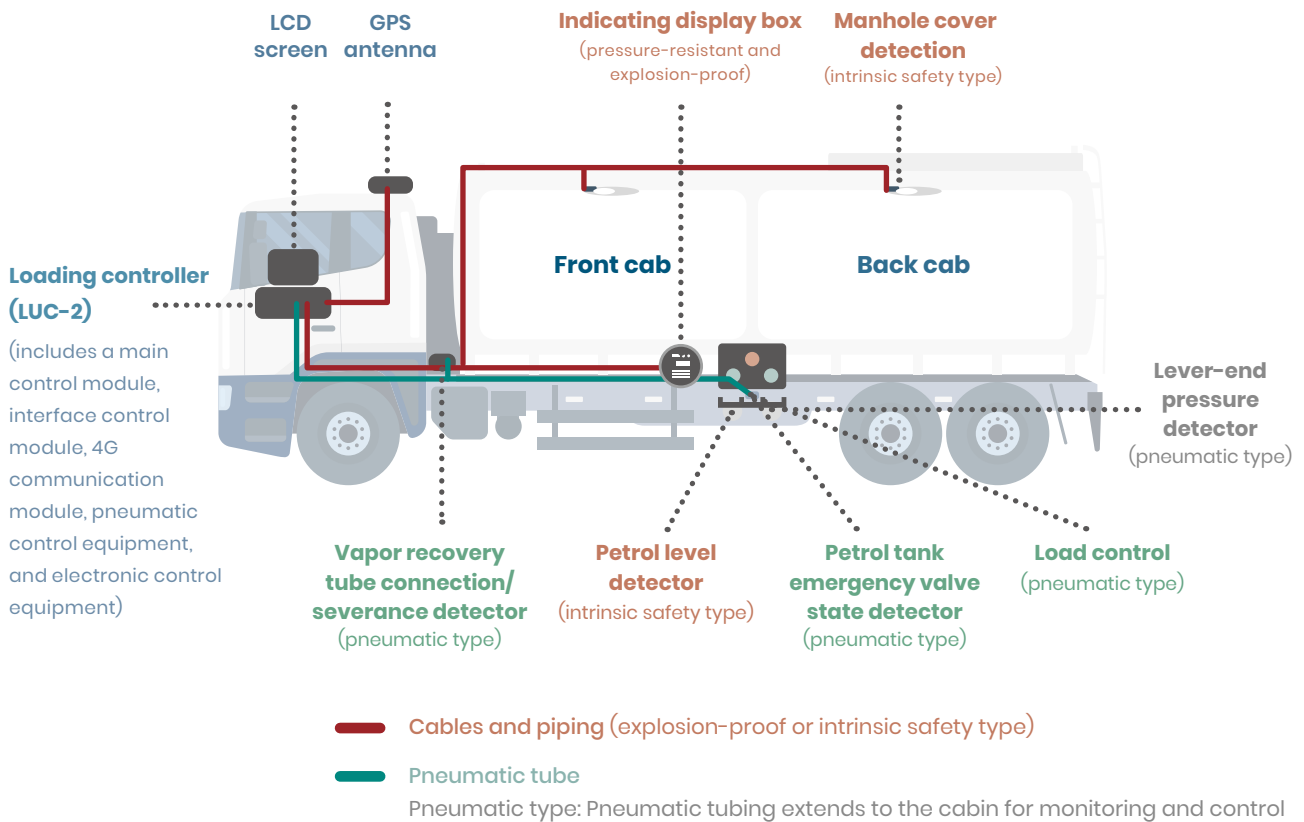 LCD
screen
GPS
antenna
Indicating display box
(pressure-resistant and
explosion-proof)
Manhole cover
detection
(intrinsic safety type)
Front cab
Back cab
Loading controller
(LUC-2)
(includes a main
control module,
interface control
module, 4G
communication
module, pneumatic
control equipment,
and electronic control
equipment)
Lever-end
pressure
detector
(pneumatic type)
Vapor recovery
tube connection/
severance detector
(pneumatic type)
Petrol level
detector
(intrinsic safety type)
Petrol tank
emergency valve
state detector
(pneumatic type)
Load control
(pneumatic type)
Cables and piping (explosion-proof or intrinsic safety type)
Pneumatic tube
Pneumatic type: Pneumatic tubing extends to the cabin for monitoring and control